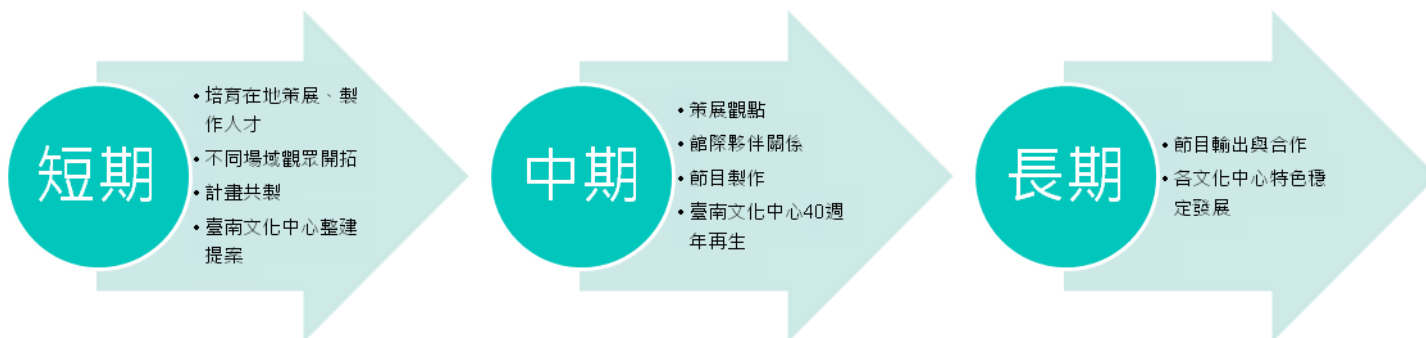 短期
• 培育在地策展、製
作人才
• 不同場域觀眾開拓
• 計畫共製
• 臺南文化中心整建
提案
中期
• 策展觀點
• 館際夥伴關係
• 節目製作
• 臺南文化中心40週
年再生
長期
• 節目輸出與合作
• 各文化中心特色穩
定發展